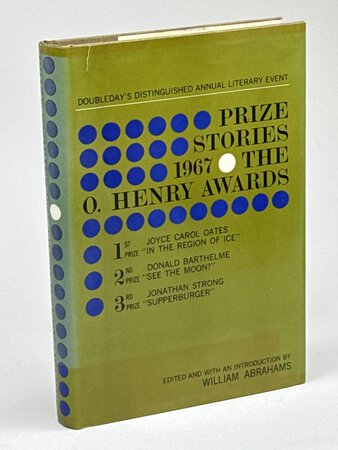 DOUBLEDAY'S DISTINGUISHED ANNUAL LITERARY EVENT
PRIZE
STORIES
1967 THE
O. HENRY AWARDS
1ST PRIZE JOYCE CAROL OATES
"IN THE REGION OF ICE"
2ND PRIZE DONALD BARTHELME
"SEE THE MOON?"
3RD PRIZE JONATHAN STRONG
"SUPPERBURGER"
EDITED AND WITH AN INTRODUCTION BY
WILLIAM ABRAHAMS